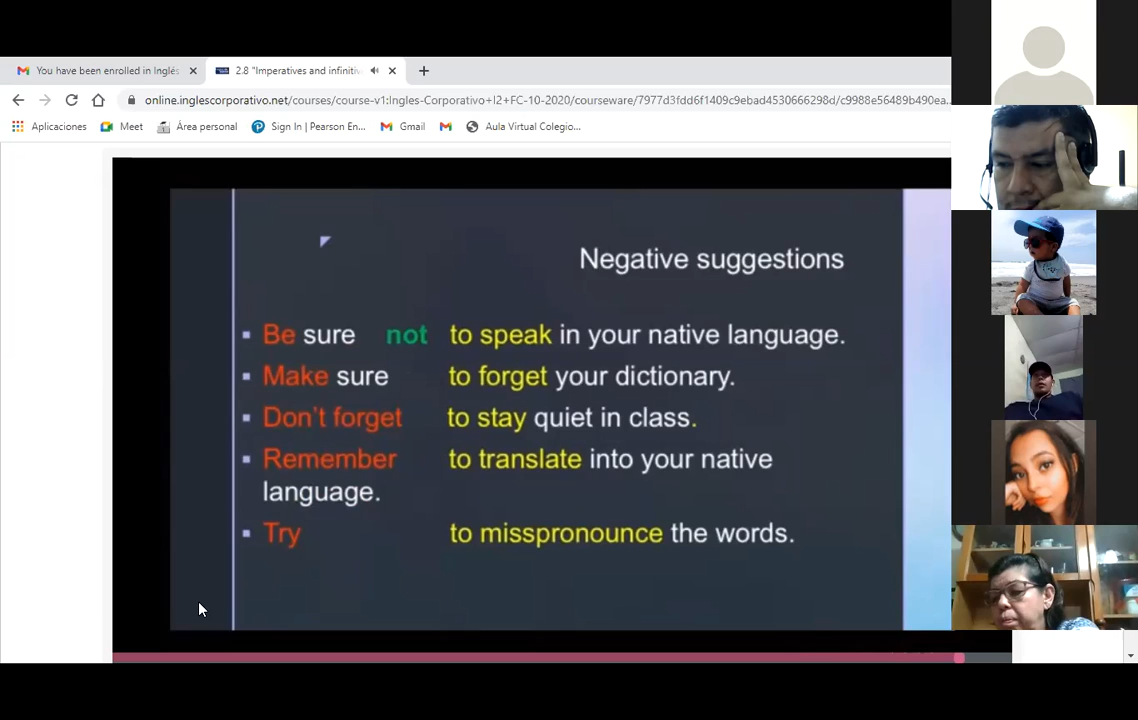 You have been enrolled in Inglés
2.8 "Imperatives and infinitiv
online.inglescorporativo.net/courses/course-v1:Ingles-Corporativo+I2+FC-10-2020/courseware/7977d3fdd6f1409c9ebad4530666298d/c9988e56489b490ea...
Aplicaciones Meet Área personal Sign In | Pearson En... Gmail Aula Virtual Colegio...
Negative suggestions
▪ Be sure not to speak in your native language.
▪ Make sure to forget your dictionary.
▪ Don't forget to stay quiet in class.
▪ Remember to translate into your native
language.
▪ Try to misspronounce the words.